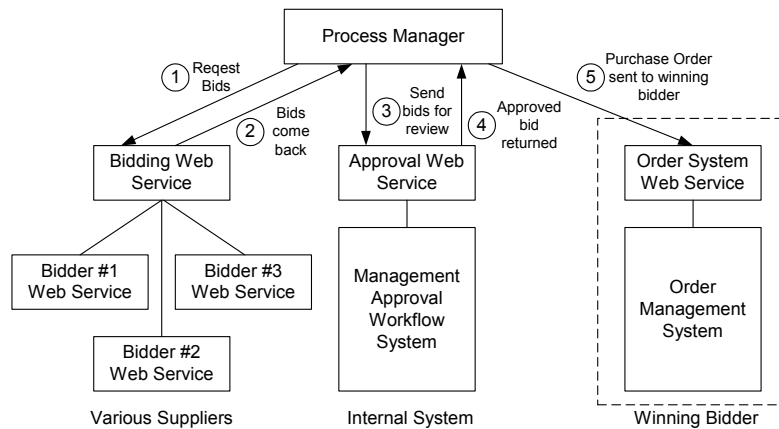 Process Manager
1
Reqest
Bids
2
Bids
come
back
3
Send
bids for
review
4
Approved
bid
returned
5
Purchase Order
sent to winning
bidder
Bidding Web
Service
Approval Web
Service
Order System
Web Service
Bidder #1
Web Service
Bidder #3
Web Service
Bidder #2
Web Service
Management
Approval
Workflow
System
Order
Management
System
Various Suppliers
Internal System
Winning Bidder